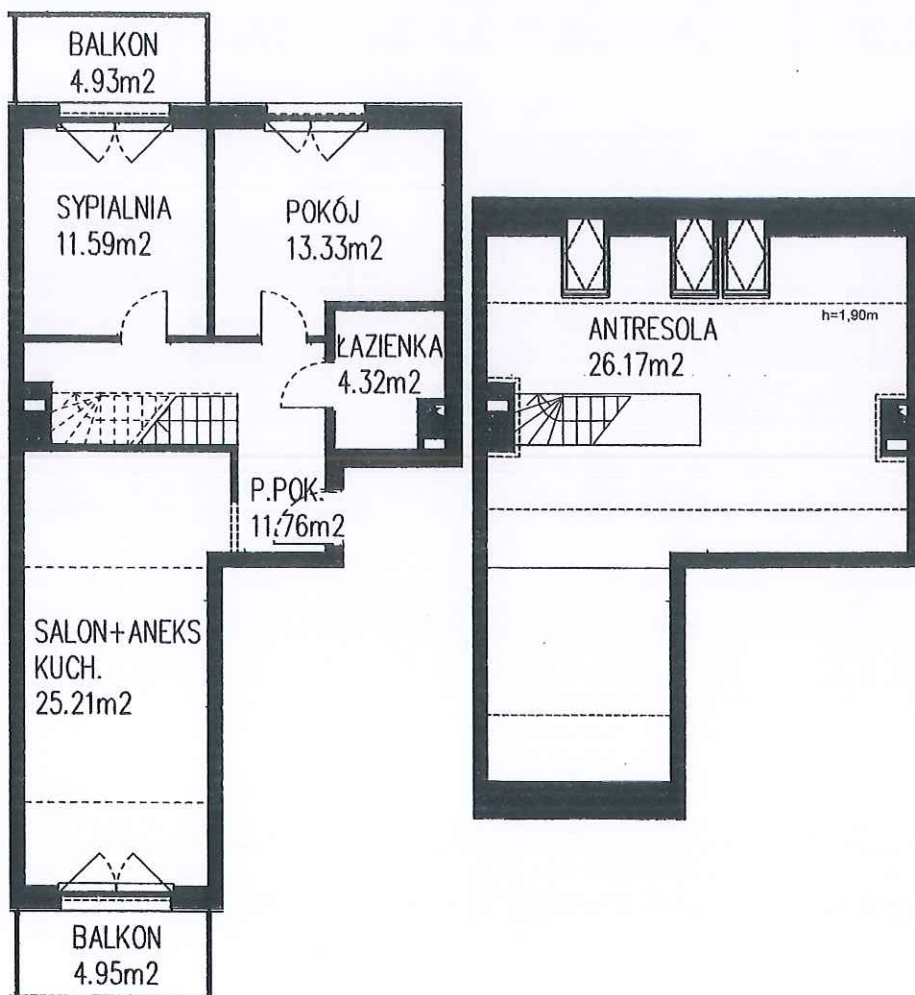 BALKON
4.93m2
SYPIALNIA
11.59m2
POKÓJ
13.33m2
ŁAZIENKA
4.32m2
P.POK.
11.76m2
SALON+ANEKS
KUCH.
25.21m2
BALKON
4.95m2
ANTRESOLA
26.17m2
h=1,90m